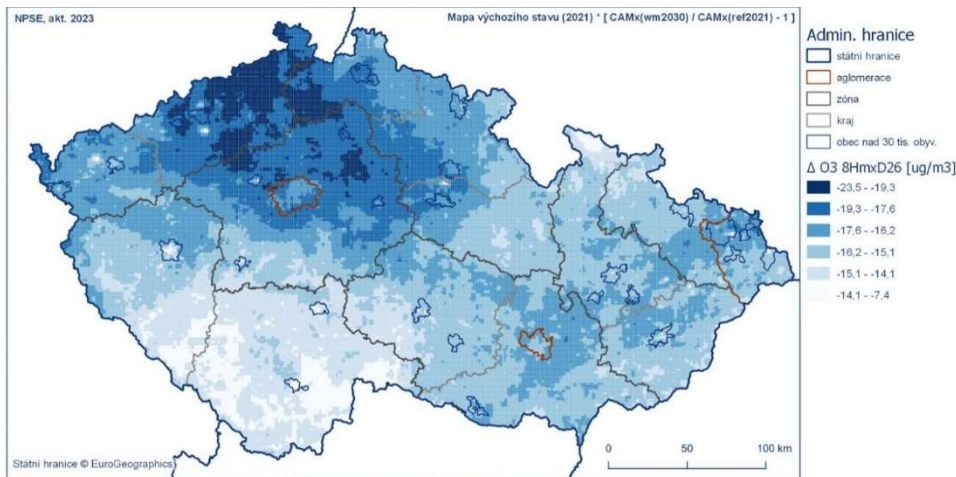 NPSE, akt. 2023
Mapa výchozího stavu (2021) * [ CAMx(wm2030) / CAMx(ref2021) - 1 ]
Admin. hranice
státní hranice
aglomerace
zóna
kraj
obec nad 30 tis. obyv.
Δ O3 8HmxD26 [ug/m3]
-23,5 - -19,3
-19,3 - -17,6
-17,6 - -16,2
-16,2 - -15,1
-15,1 - -14,1
-14,1 - -7,4
0 50 100 km
Státní hranice © EuroGeographics